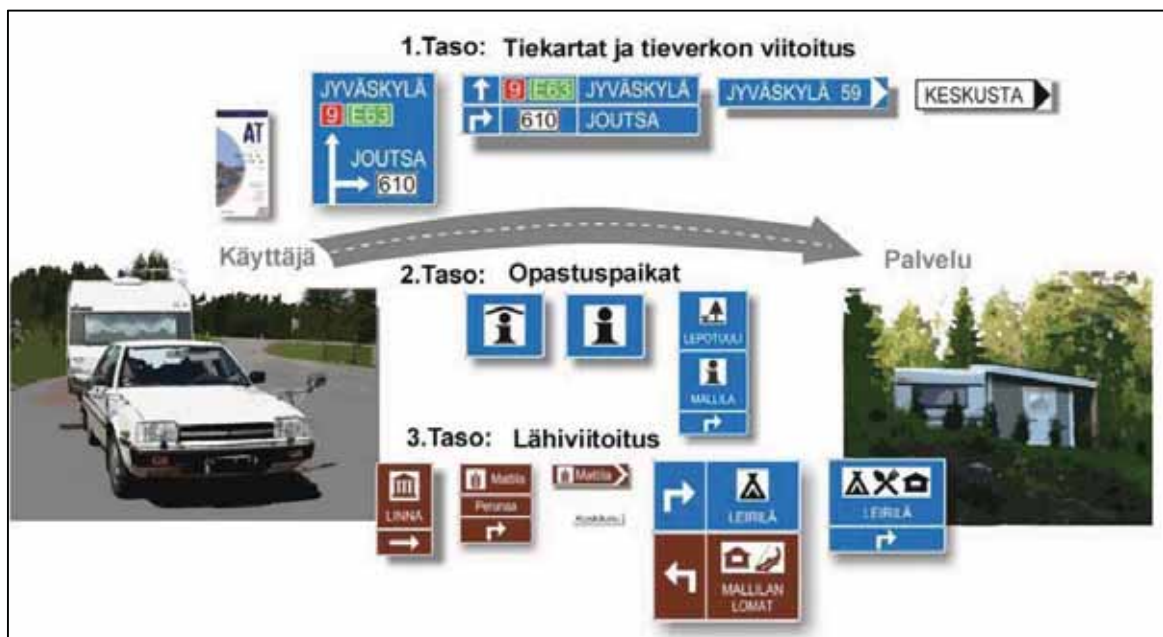 1.Taso: Tiekartat ja tieverkon viitoitus
AT
JYVÄSKYLÄ
9 E63
JOUTSA
610
9 E63 JYVÄSKYLÄ
610 JOUTSA
JYVÄSKYLÄ 59
KESKUSTA
Käyttäjä
Palvelu
2.Taso: Opastuspaikat
LEPOTUULI
MALLILA
3.Taso: Lähiviitoitus
LINNA
Mattila
Perunaa
Mattila
LEIRILÄ
MALLILAN
LOMAT
LEIRILÄ